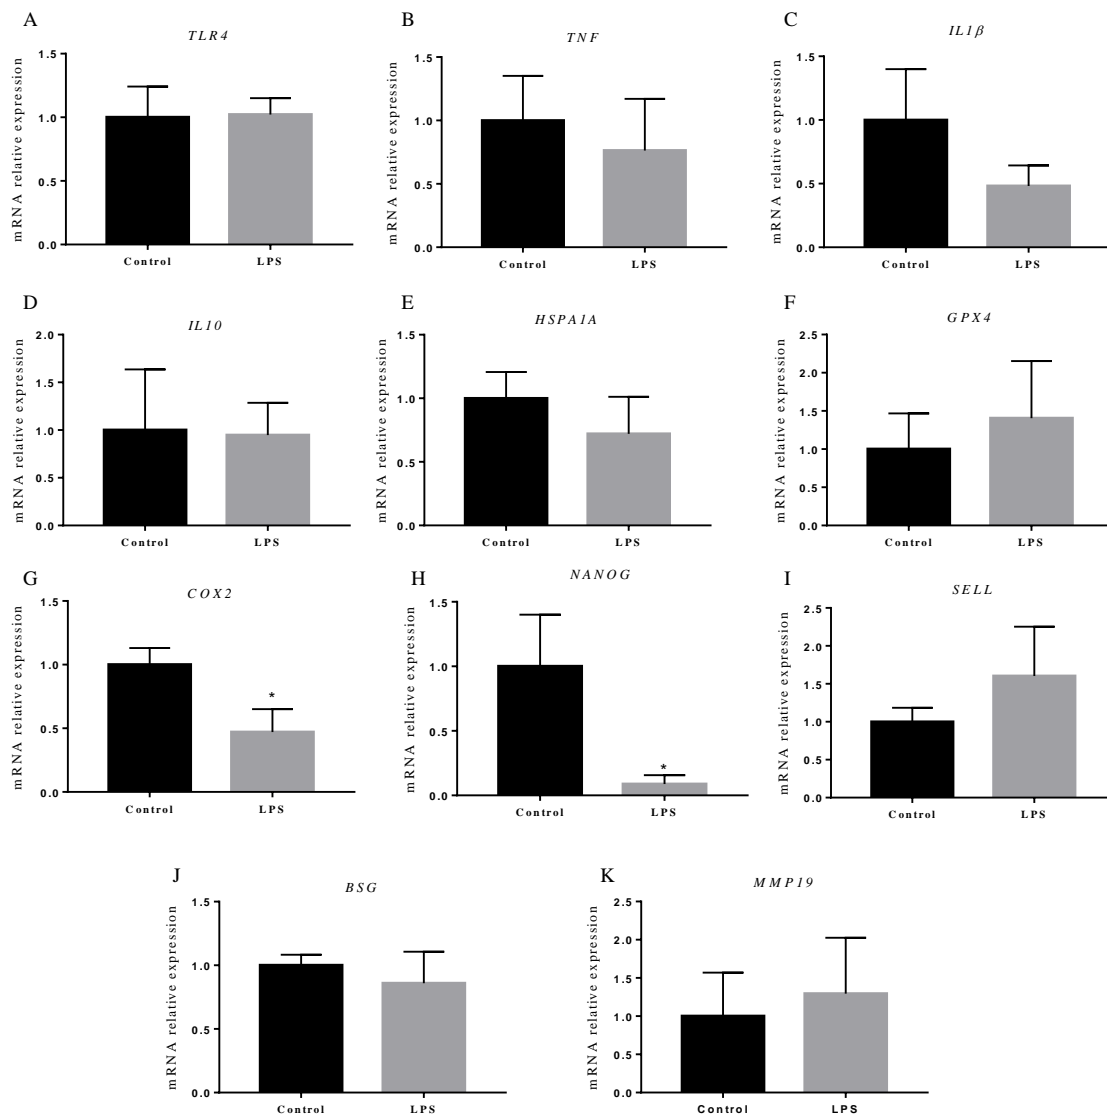 A
TLR4
mRNA relative expression
1.5
1.0
0.5
0.0
Control LPS
B
TNF
mRNA relative expression
1.5
1.0
0.5
0.0
Control LPS
C
IL1β
mRNA relative expression
1.5
1.0
0.5
0.0
Control LPS
D
IL10
mRNA relative expression
2.0
1.5
1.0
0.5
0.0
Control LPS
E
HSPA1A
mRNA relative expression
1.5
1.0
0.5
0.0
Control LPS
F
GPX4
mRNA relative expression
2.5
2.0
1.5
1.0
0.5
0.0
Control LPS
G
COX2
mRNA relative expression
1.5
1.0
0.5
0.0
*
Control LPS
H
NANOG
mRNA relative expression
1.5
1.0
0.5
0.0
*
Control LPS
I
SELL
mRNA relative expression
2.5
2.0
1.5
1.0
0.5
0.0
Control LPS
J
BSG
mRNA relative expression
1.5
1.0
0.5
0.0
Control LPS
K
MMP19
mRNA relative expression
2.5
2.0
1.5
1.0
0.5
0.0
Control LPS